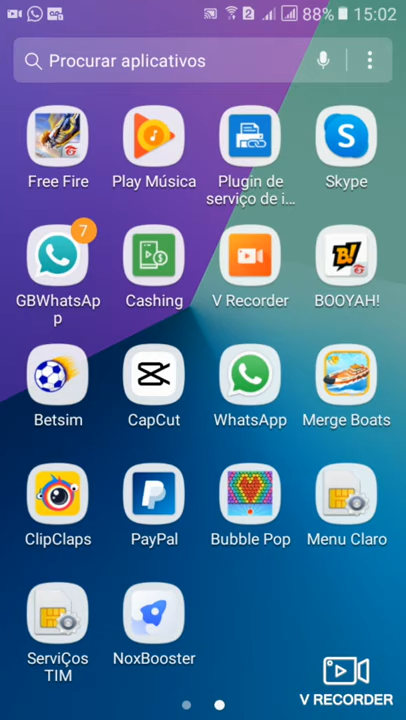 88% 15:02
Procurar aplicativos
Free Fire
Play Música
Plugin de
serviço de i...
Skype
7
GBWhatsAp
p
Cashing
V Recorder
BOOYAH!
Betsim
CapCut
WhatsApp
Merge Boats
ClipClaps
PayPal
Bubble Pop
Menu Claro
ServiÇos
TIM
NoxBooster
V RECORDER